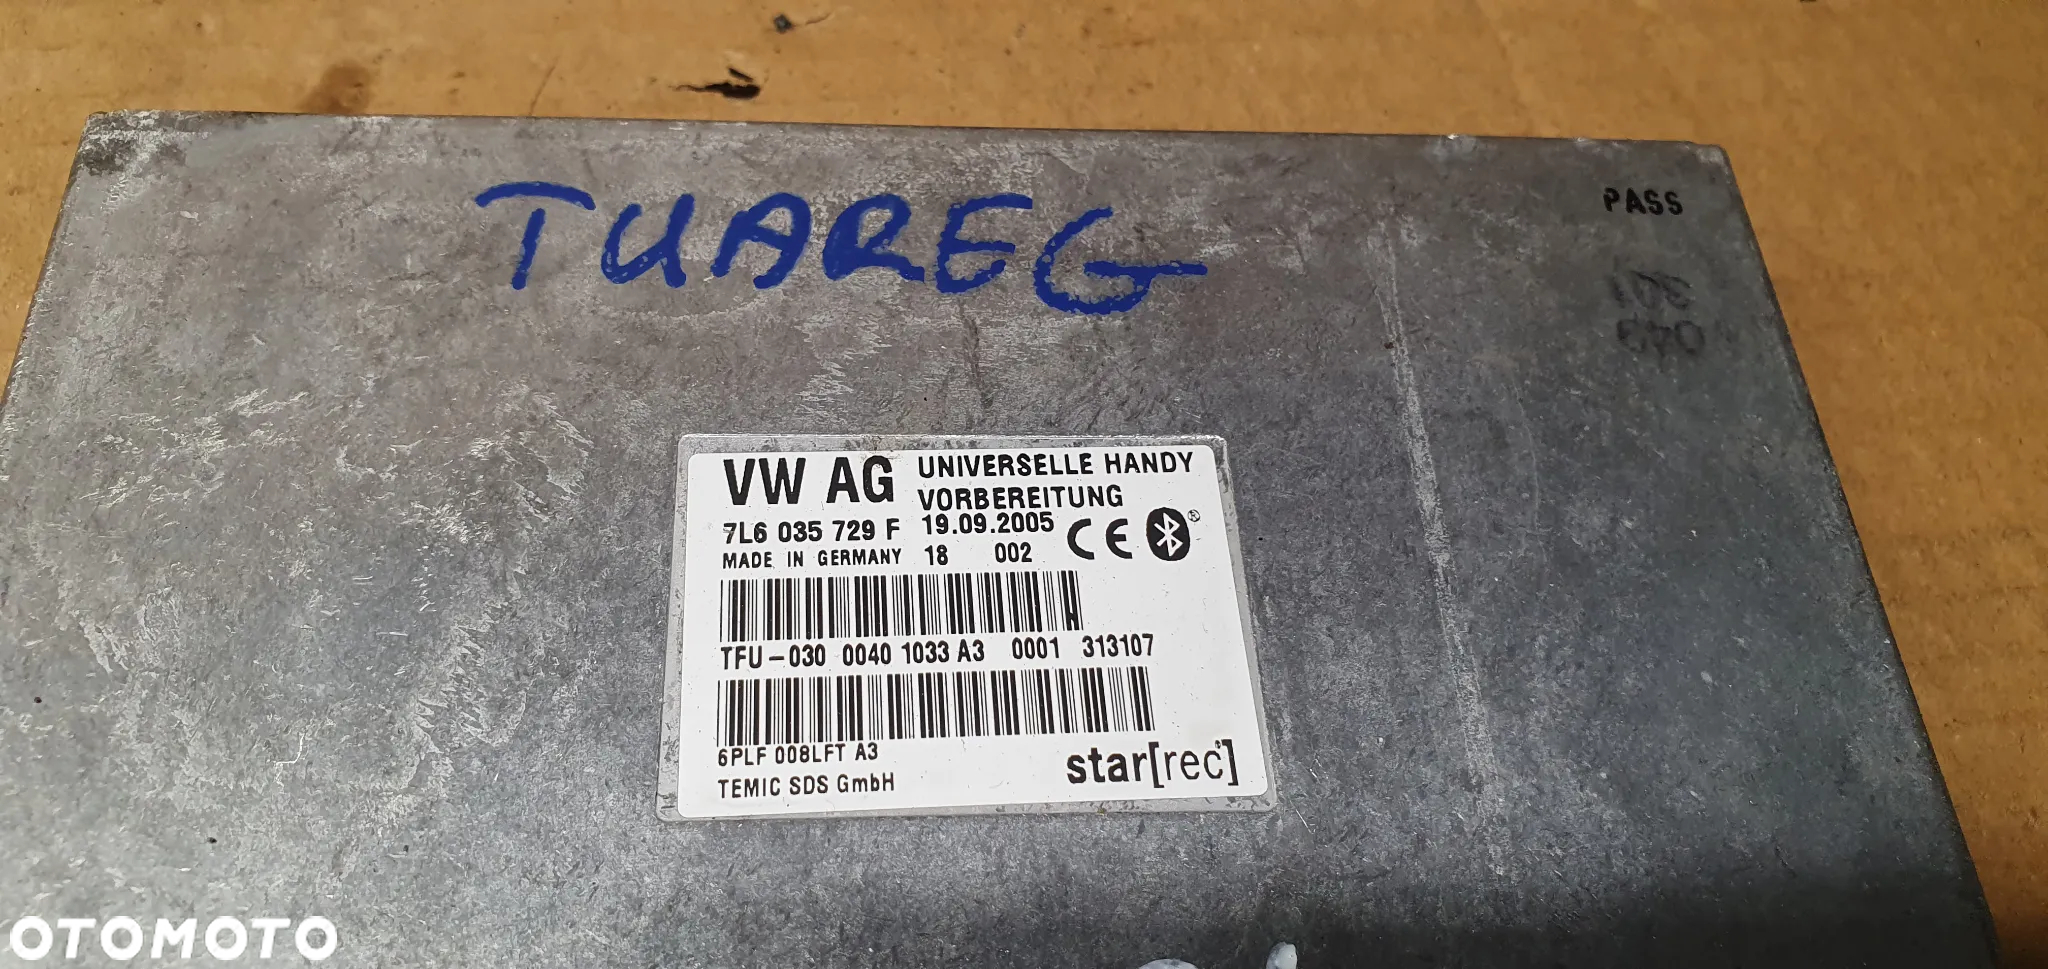 TUAREG
PASS
VW AG UNIVERSELLE HANDY
VORBEREITUNG
7L6 035 729 F 19.09.2005 CE
MADE IN GERMANY 18 002
TFU-030 0040 1033 A3 0001 313107
6PLF 008LFT A3
TEMIC SDS GmbH
star[rec]
OTOMOTO